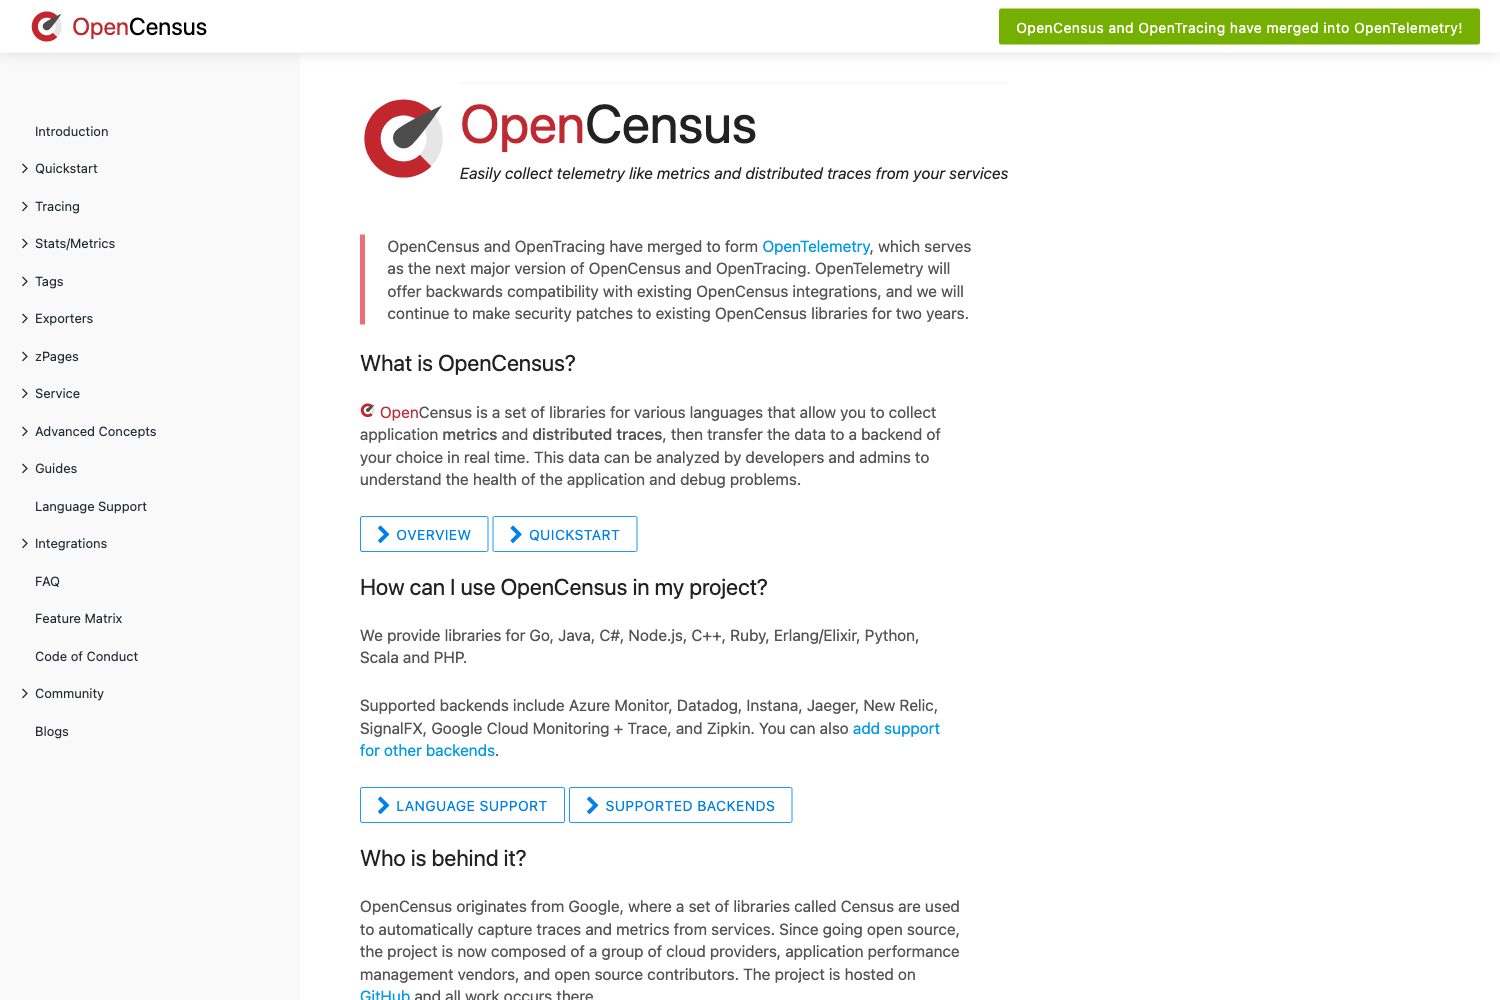 OpenCensus
OpenCensus and OpenTracing have merged into OpenTelemetry!
Introduction
Quickstart
Tracing
Stats/Metrics
Tags
Exporters
zPages
Service
Advanced Concepts
Guides
Language Support
Integrations
FAQ
Feature Matrix
Code of Conduct
Community
Blogs
OpenCensus
Easily collect telemetry like metrics and distributed traces from your services
OpenCensus and OpenTracing have merged to form OpenTelemetry, which serves
as the next major version of OpenCensus and OpenTracing. OpenTelemetry will
offer backwards compatibility with existing OpenCensus integrations, and we will
continue to make security patches to existing OpenCensus libraries for two years.
What is OpenCensus?
OpenCensus is a set of libraries for various languages that allow you to collect
application metrics and distributed traces, then transfer the data to a backend of
your choice in real time. This data can be analyzed by developers and admins to
understand the health of the application and debug problems.
OVERVIEW QUICKSTART
How can I use OpenCensus in my project?
We provide libraries for Go, Java, C#, Node.js, C++, Ruby, Erlang/Elixir, Python,
Scala and PHP.
Supported backends include Azure Monitor, Datadog, Instana, Jaeger, New Relic,
SignalFX, Google Cloud Monitoring + Trace, and Zipkin. You can also add support
for other backends.
LANGUAGE SUPPORT SUPPORTED BACKENDS
Who is behind it?
OpenCensus originates from Google, where a set of libraries called Census are used
to automatically capture traces and metrics from services. Since going open source,
the project is now composed of a group of cloud providers, application performance
management vendors, and open source contributors. The project is hosted on
GitHub and all work occurs there.